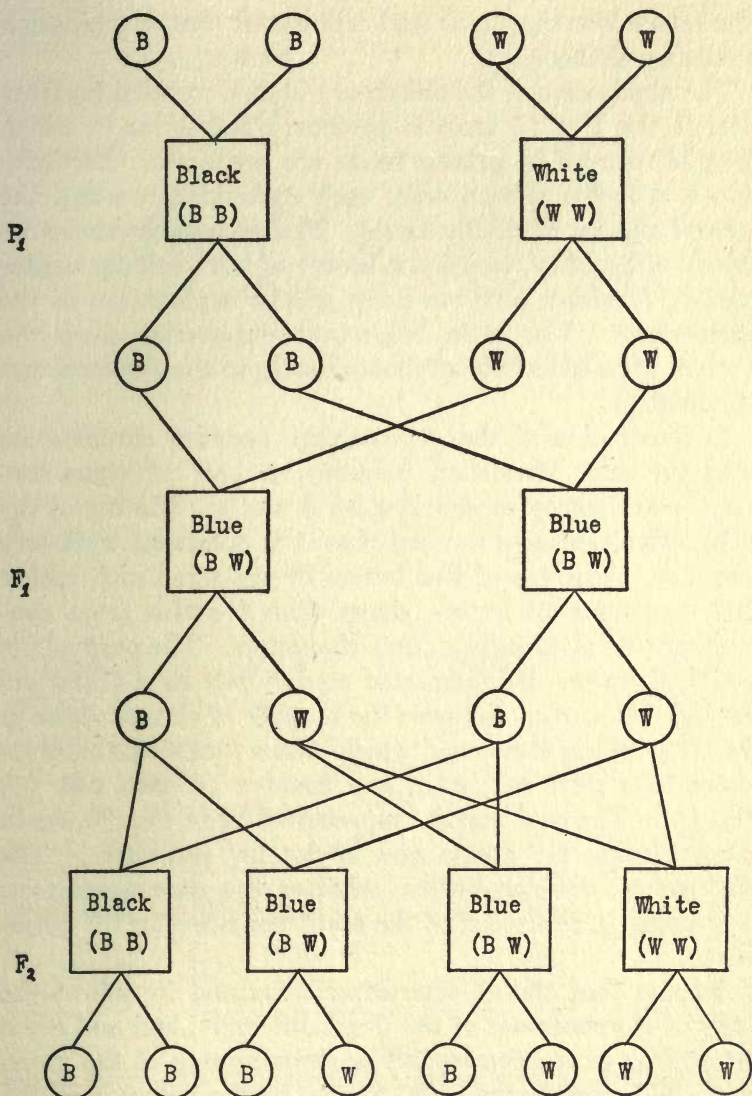 B B W W
Black White
(B B) (W W)
P₁
B B W W
Blue Blue
(B W) (B W)
F₁
B W B W
Black Blue Blue White
(B B) (B W) (B W) (W W)
F₂
B B B W B W W W